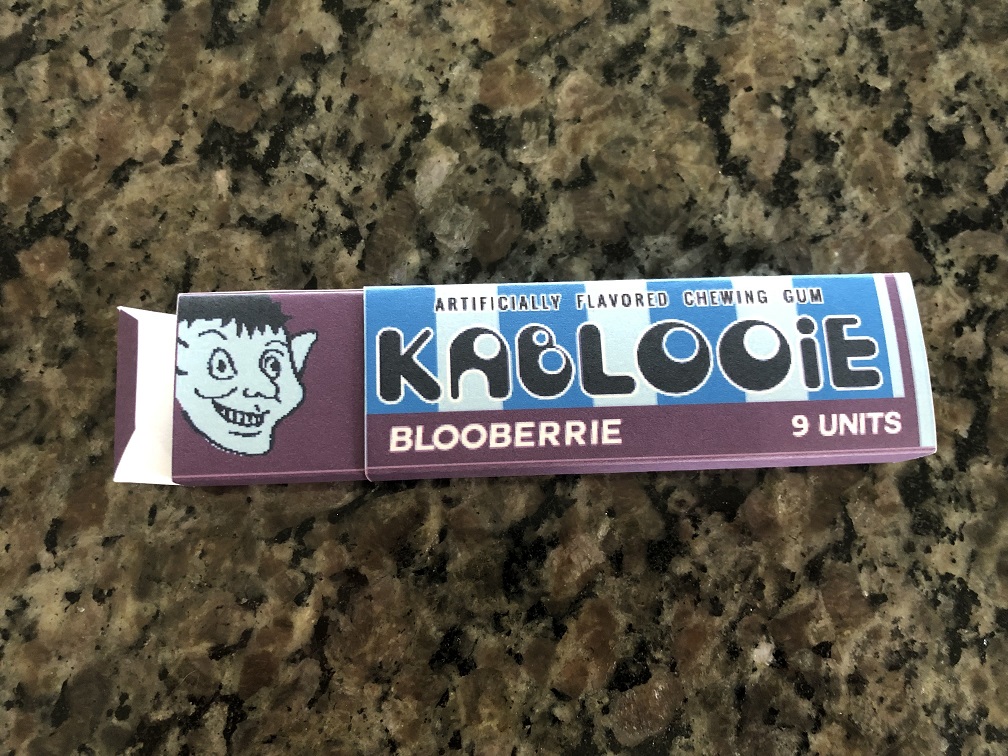 ARTIFICIALLY FLAVORED CHEWING GUM
KABLOOiE
BLOOBERRIE
9 UNITS